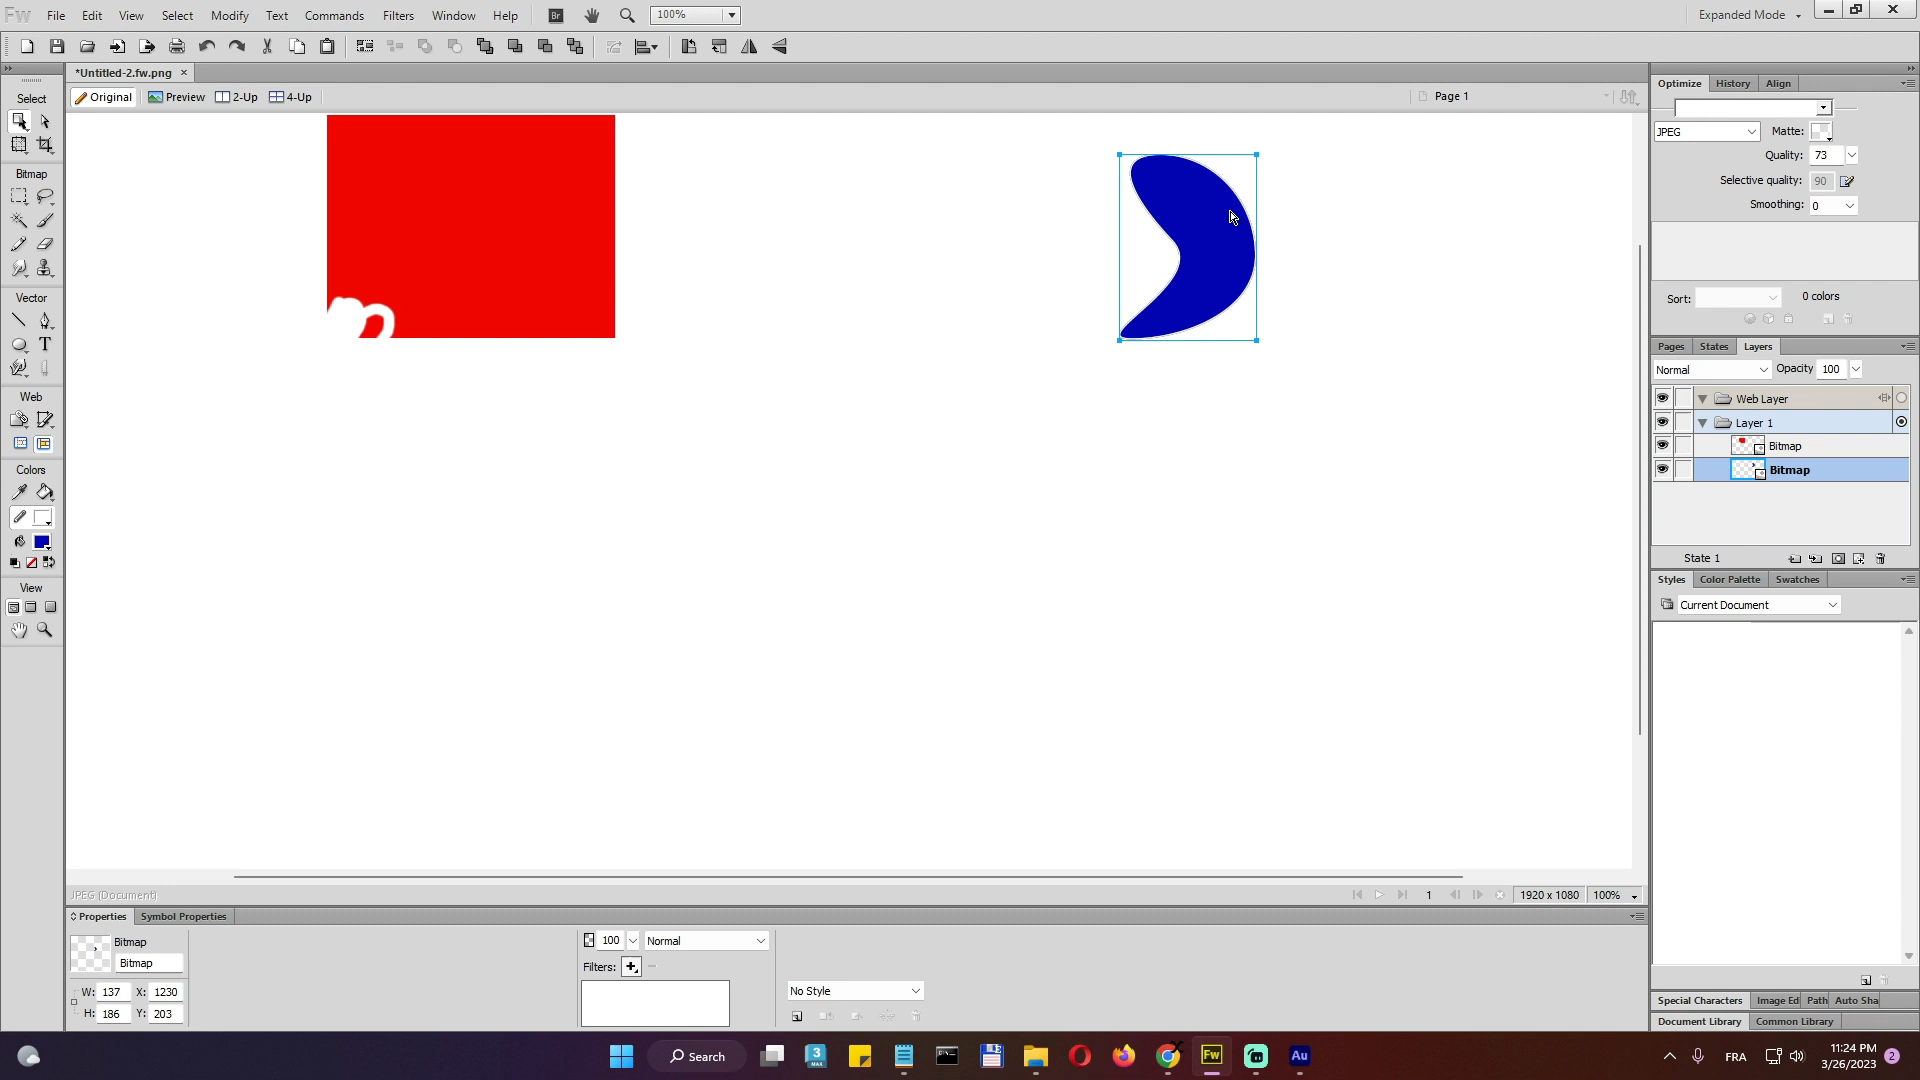 Fw File Edit View Select Modify Text Commands Filters Window Help Br 100% Expanded Mode
*Untitled-2.fw.png
Original Preview 2-Up 4-Up Page 1
Select
Bitmap
Vector
T
Web
Colors
View
Optimize History Align
JPEG Matte:
Quality: 73
Selective quality: 90
Smoothing: 0
Sort: 0 colors
Pages States Layers
Normal Opacity 100
Web Layer
Layer 1
Bitmap
Bitmap
State 1
Styles Color Palette Swatches
Current Document
JPEG (Document) 1 1920 x 1080 100%
Properties Symbol Properties
Bitmap
Bitmap
W: 137 X: 1230
H: 186 Y: 203
100 Normal
Filters:
No Style
Special Characters Image Ed Path Auto Sha
Document Library Common Library
Search
3
MAX
Fw
Au
FRA
11:24 PM
3/26/2023
2